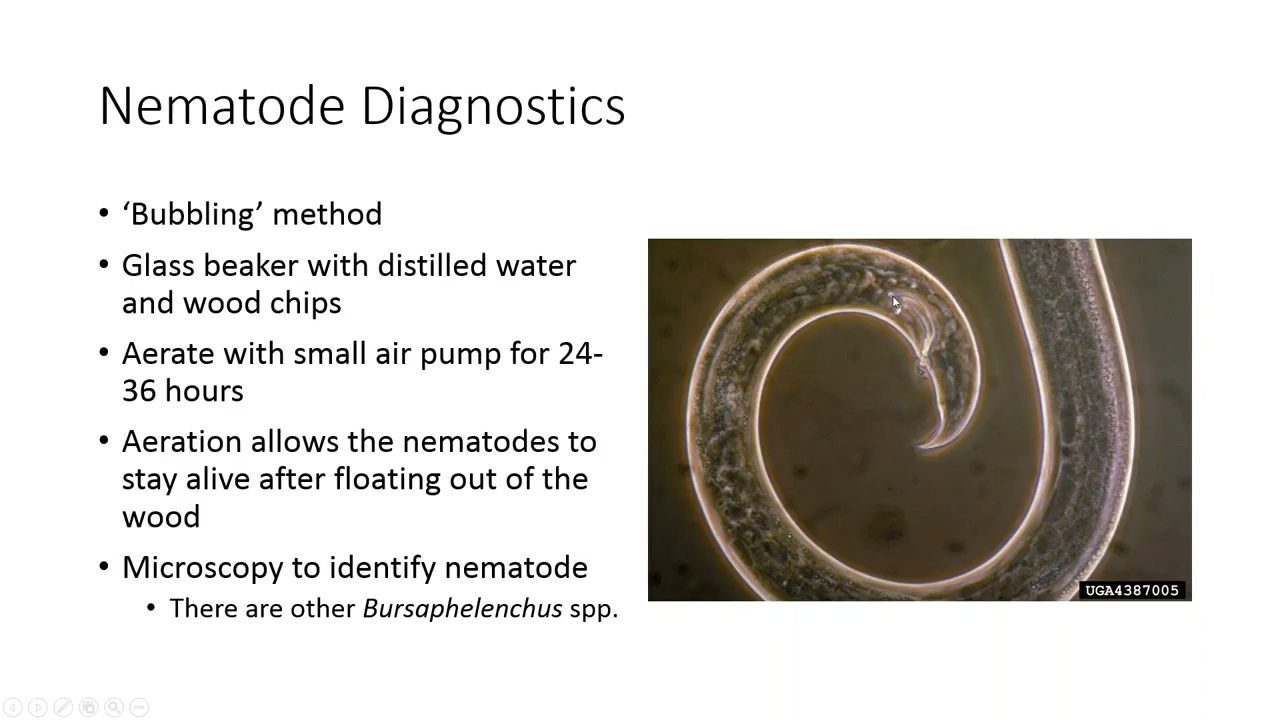 Nematode Diagnostics
• ‘Bubbling’ method
• Glass beaker with distilled water
and wood chips
• Aerate with small air pump for 24-
36 hours
• Aeration allows the nematodes to
stay alive after floating out of the
wood
• Microscopy to identify nematode
• There are other Bursaphelenchus spp.
UGA4387005